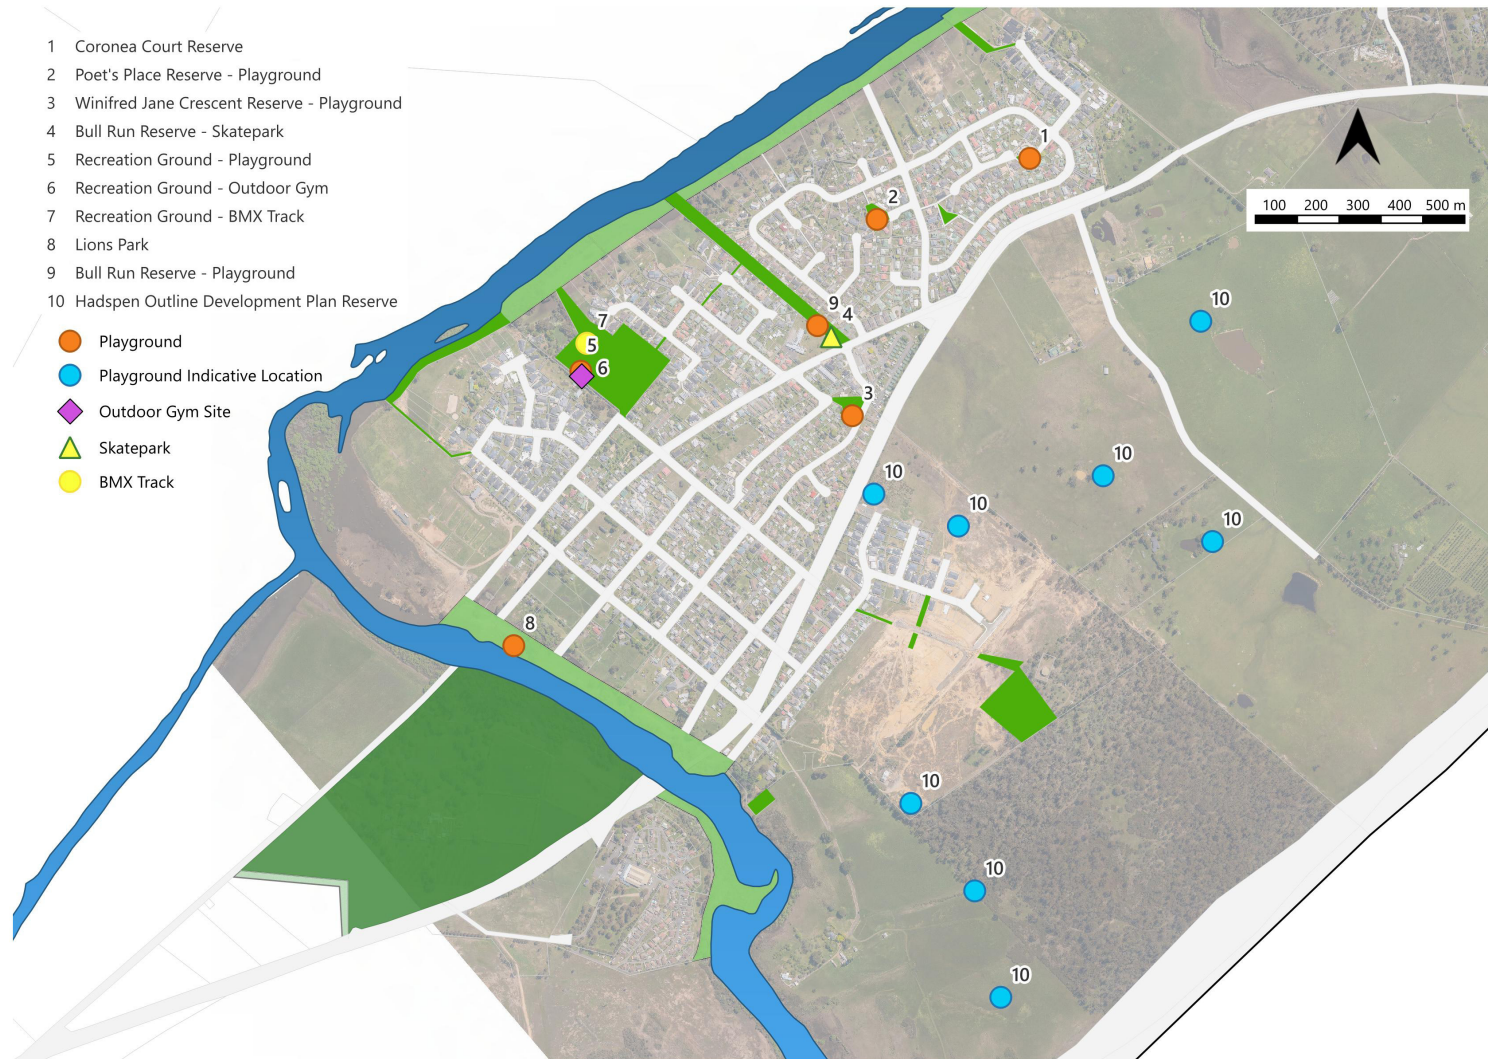 1 Coronea Court Reserve
2 Poet's Place Reserve - Playground
3 Winifred Jane Crescent Reserve - Playground
4 Bull Run Reserve - Skatepark
5 Recreation Ground - Playground
6 Recreation Ground - Outdoor Gym
7 Recreation Ground - BMX Track
8 Lions Park
9 Bull Run Reserve - Playground
10 Hadspen Outline Development Plan Reserve
Playground
Playground Indicative Location
Outdoor Gym Site
Skatepark
BMX Track
1
2
100 200 300 400 500 m
10
9
4
7
5
6
3
10
10
10
10
8
10
10
10